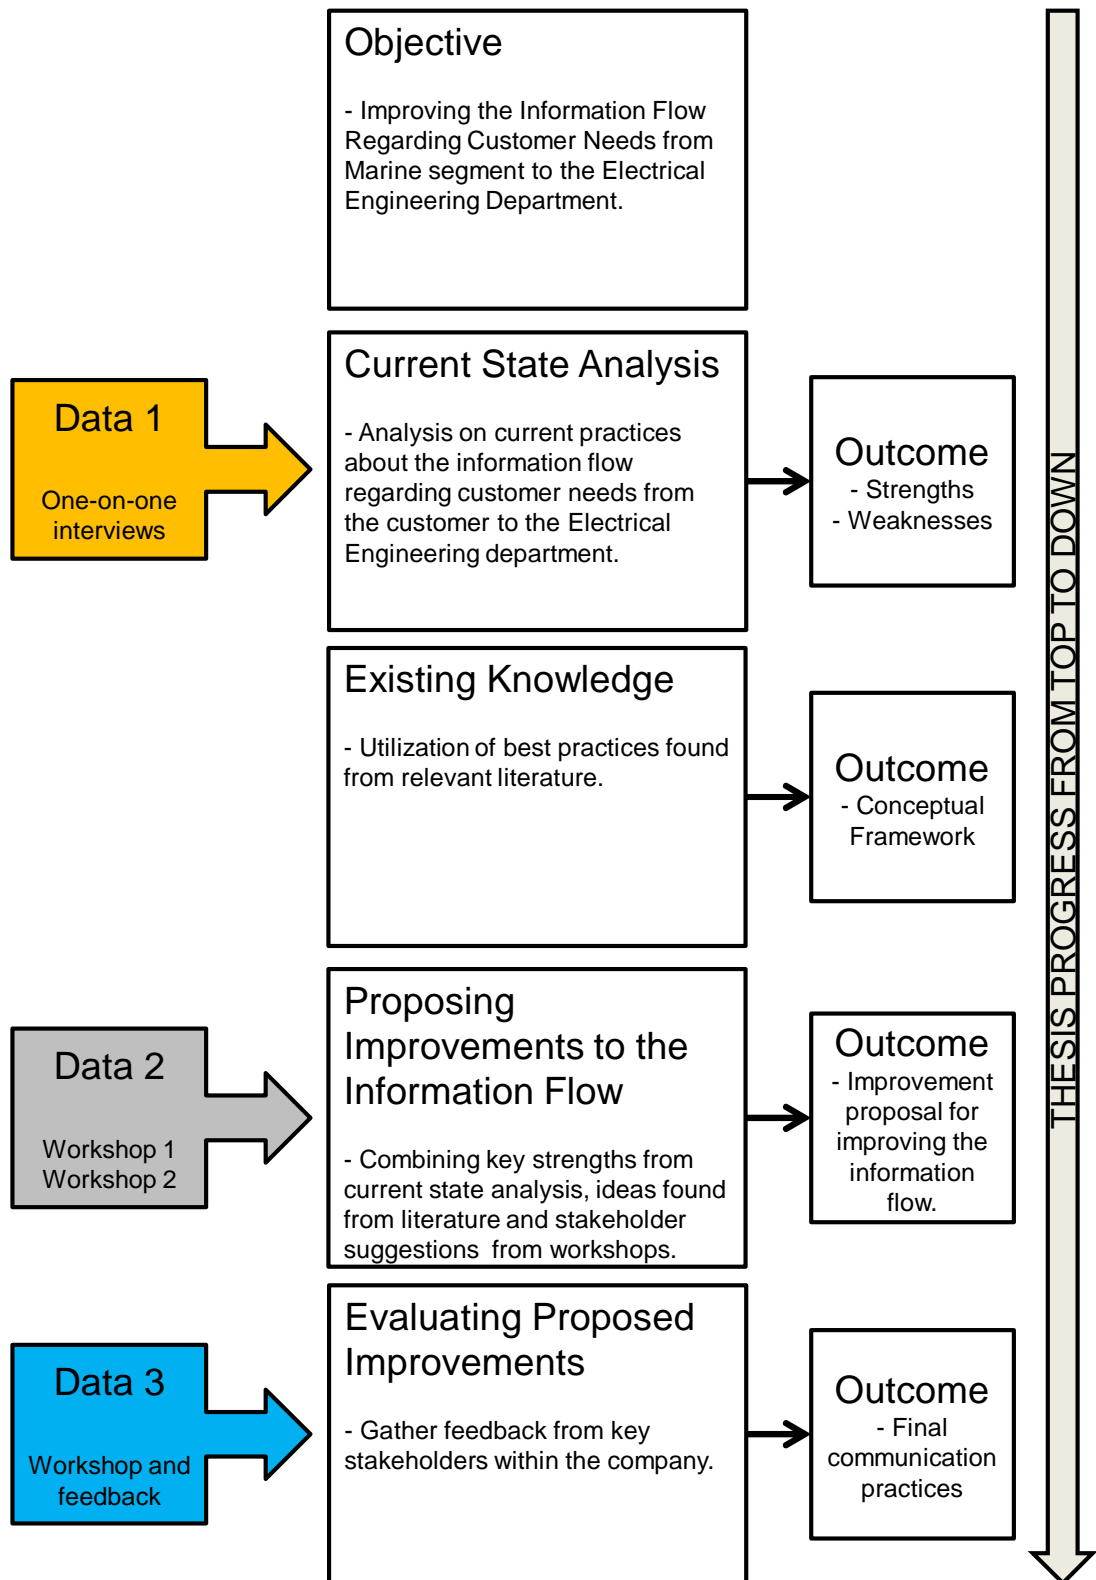 Objective
- Improving the Information Flow
Regarding Customer Needs from
Marine segment to the Electrical
Engineering Department.
Data 1
One-on-one
interviews
Current State Analysis
- Analysis on current practices
about the information flow
regarding customer needs from
the customer to the Electrical
Engineering department.
Outcome
- Strengths
- Weaknesses
Existing Knowledge
- Utilization of best practices found
from relevant literature.
Outcome
- Conceptual
Framework
Data 2
Workshop 1
Workshop 2
Proposing
Improvements to the
Information Flow
- Combining key strengths from
current state analysis, ideas found
from literature and stakeholder
suggestions  from workshops.
Outcome
- Improvement
proposal for
improving the
information
flow.
Data 3
Workshop and
feedback
Evaluating Proposed
Improvements
- Gather feedback from key
stakeholders within the company.
Outcome
- Final
communication
practices
THESIS PROGRESS FROM TOP TO DOWN